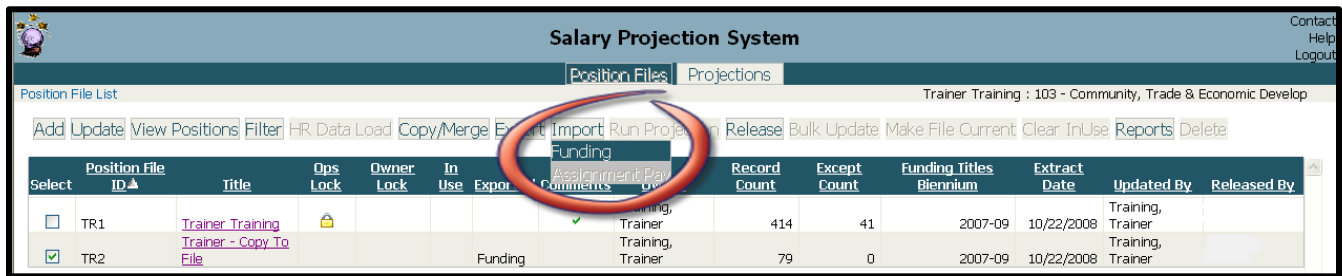 Contact
Salary Projection System
Help
Logout
Position Files Projections
Position File List Trainer Training : 103 - Community, Trade & Economic Develop
Add Update View Positions Filter HR Data Load Copy/Merge Export Import Run Projection Release Bulk Update Make File Current Clear InUse Reports Delete
Funding
Assignment Pay
Position File Ops Owner In Record Except Funding Titles Extract
Select ID Title Lock Lock Use Comments Count Count Biennium Date Updated By Released By
TR1 Trainer Training Training, Trainer 414 41 2007-09 10/22/2008 Training, Trainer
Trainer - Copy To Training, Training,
TR2 File Funding Trainer 79 0 2007-09 10/22/2008 Trainer